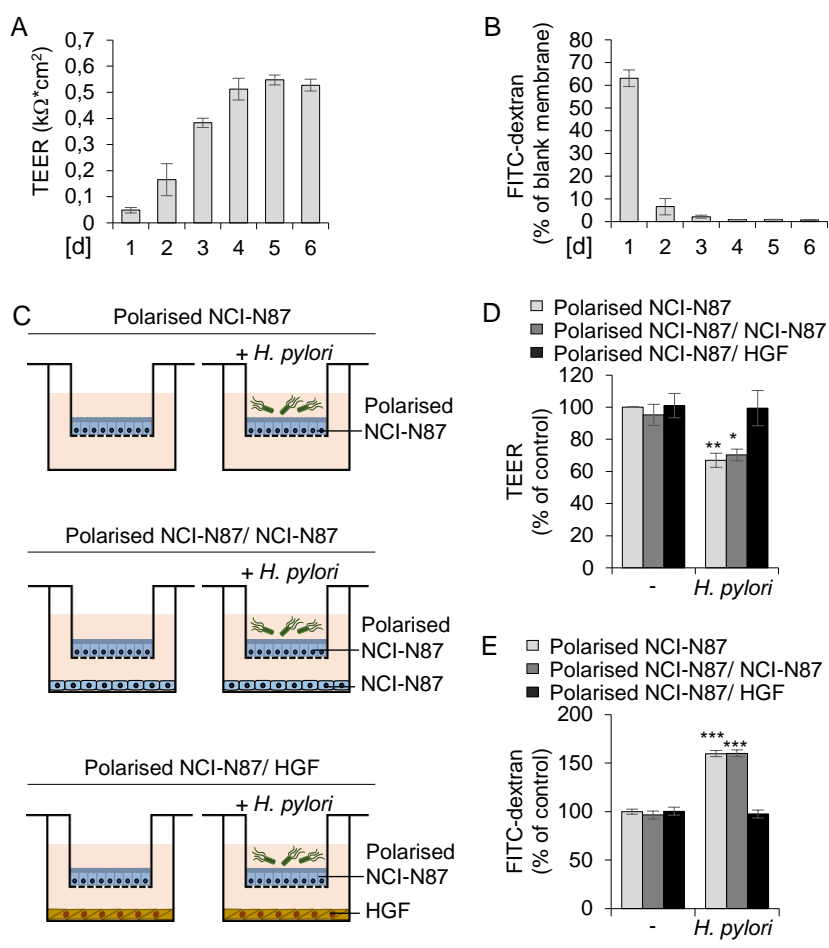 A
TEER (kΩ*cm²)
0,7
0,6
0,5
0,4
0,3
0,2
0,1
0
[d] 1 2 3 4 5 6
B
FITC-dextran
(% of blank membrane)
80
70
60
50
40
30
20
10
0
[d] 1 2 3 4 5 6
C
Polarised NCI-N87
+ H. pylori
Polarised
NCI-N87
Polarised NCI-N87/ NCI-N87
+ H. pylori
Polarised
NCI-N87
NCI-N87
Polarised NCI-N87/ HGF
+ H. pylori
Polarised
NCI-N87
HGF
D
Polarised NCI-N87
Polarised NCI-N87/ NCI-N87
Polarised NCI-N87/ HGF
TEER
(% of control)
120
100
80
60
40
20
0
** *
- H. pylori
E
Polarised NCI-N87
Polarised NCI-N87/ NCI-N87
Polarised NCI-N87/ HGF
FITC-dextran
(% of control)
200
150
100
50
0
*** ***
- H. pylori